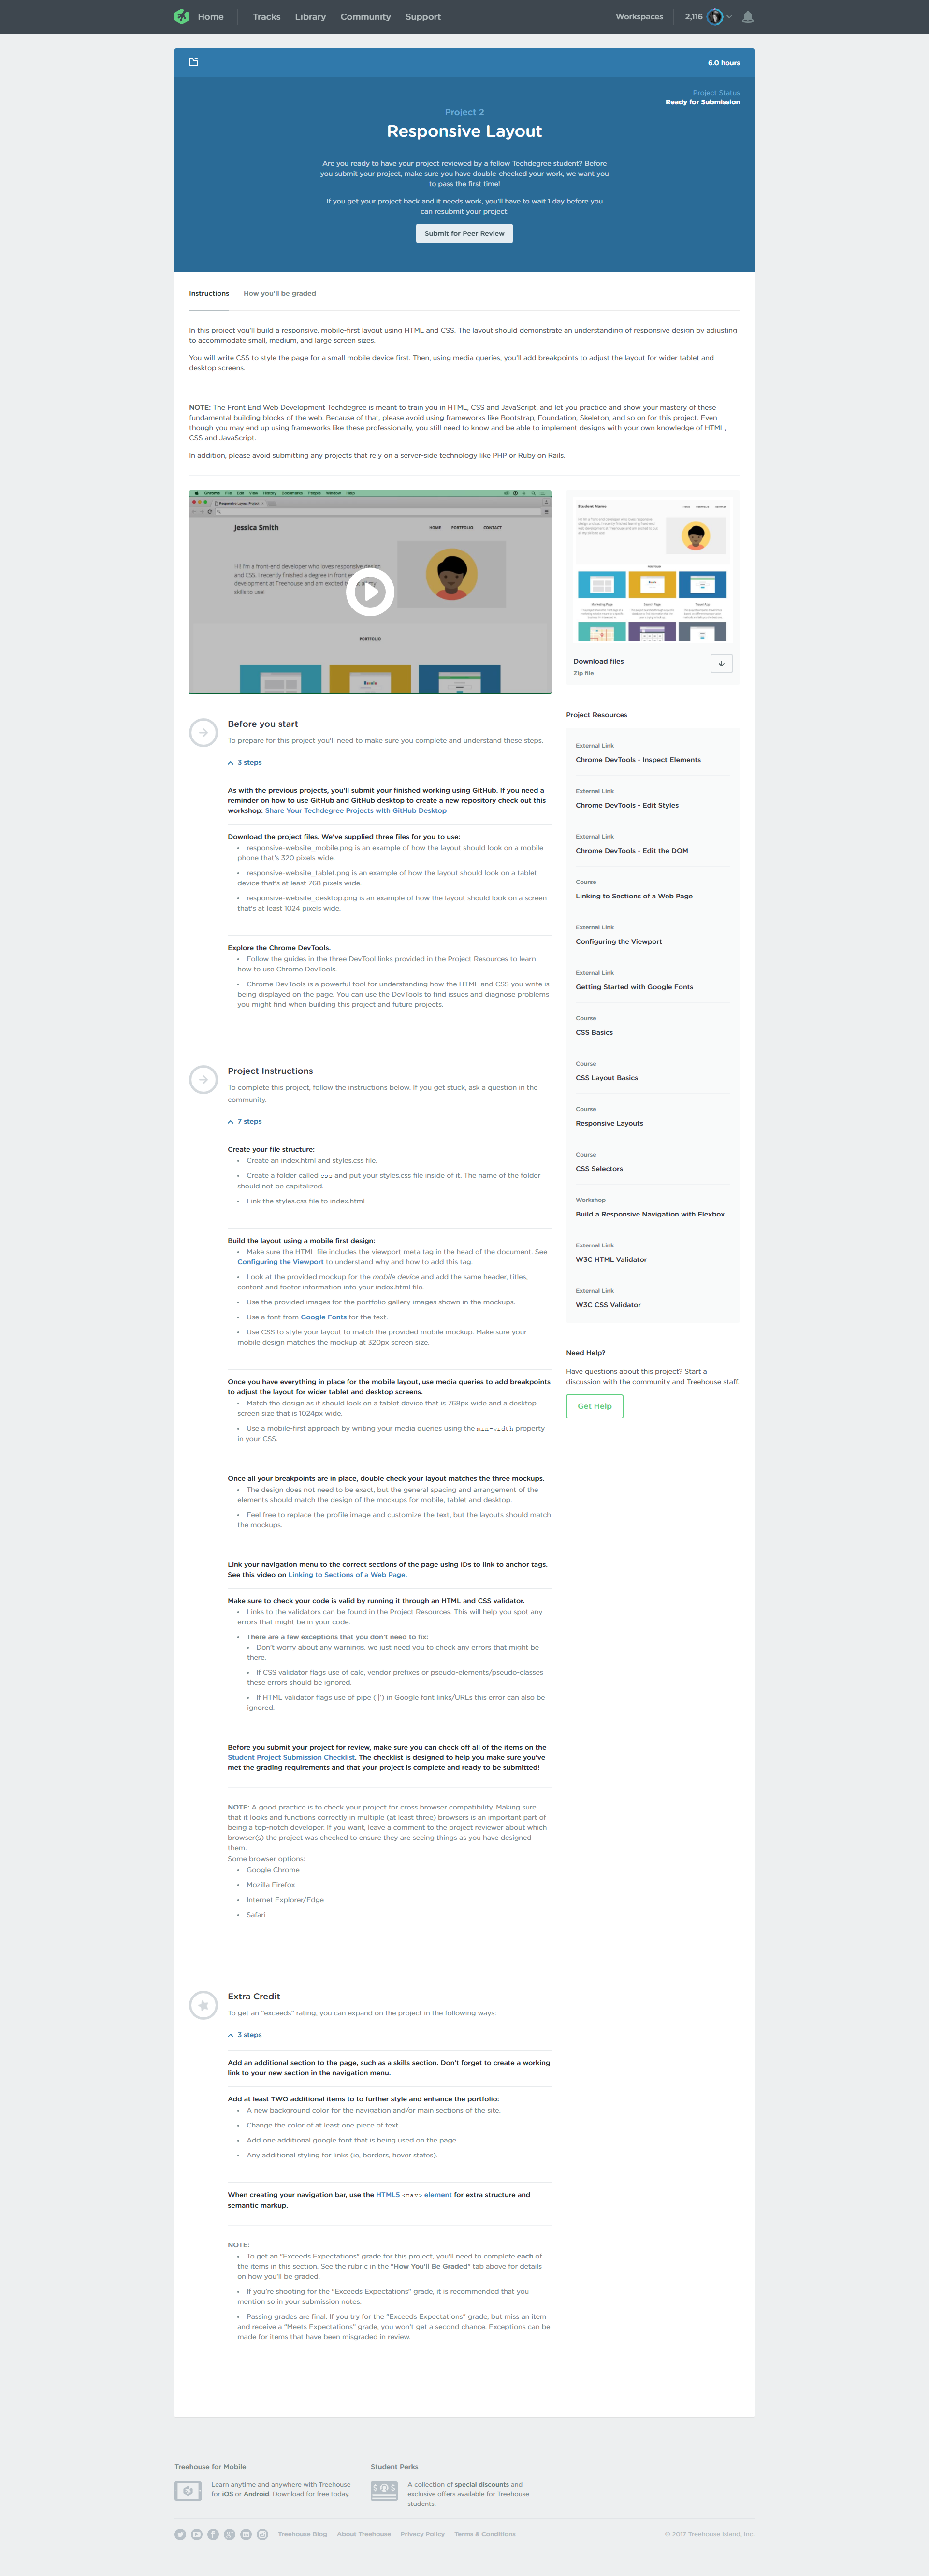 Home Tracks Library Community Support Workspaces 2,116
6.0 hours
Project Status
Ready for Submission
Project 2
Responsive Layout
Are you ready to have your project reviewed by a fellow Techdegree student? Before
you submit your project, make sure you have double-checked your work, we want you
to pass the first time!
If you get your project back and it needs work, you'll have to wait 1 day before you
can resubmit your project.
Submit for Peer Review
Instructions How you'll be graded
In this project you'll build a responsive, mobile-first layout using HTML and CSS. The layout should demonstrate an understanding of responsive design by adjusting
to accommodate small, medium, and large screen sizes.
You will write CSS to style the page for a small mobile device first. Then, using media queries, you'll add breakpoints to adjust the layout for wider tablet and
desktop screens.
NOTE: The Front End Web Development Techdegree is meant to train you in HTML, CSS and JavaScript, and let you practice and show your mastery of these
fundamental building blocks of the web. Because of that, please avoid using frameworks like Bootstrap, Foundation, Skeleton, and so on for this project. Even
though you may end up using frameworks like these professionally, you still need to know and be able to implement designs with your own knowledge of HTML,
CSS and JavaScript.
In addition, please avoid submitting any projects that rely on a server-side technology like PHP or Ruby on Rails.
Chrome File Edit View History Bookmarks People Window Help
Responsive Layout Project
Jessica Smith
HOME PORTFOLIO CONTACT
Hi! I'm a front end developer who loves responsive design
and CSS. I recently finished a degree in front end
development at Treehouse and am excited
skills to use!
PORTFOLIO
Student Name
HOME PORTFOLIO CONTACT
PORTFOLIO
Marketing Page Search Page Travel App
Download files
Zip file
Before you start
To prepare for this project you'll need to make sure you complete and understand these steps.
3 steps
As with the previous projects, you'll submit your finished working using GitHub. If you need a
reminder on how to use GitHub and GitHub desktop to create a new repository check out this
workshop: Share Your Techdegree Projects with GitHub Desktop
Download the project files. We've supplied three files for you to use:
• responsive-website_mobile.png is an example of how the layout should look on a mobile
phone that's 320 pixels wide.
• responsive-website_tablet.png is an example of how the layout should look on a tablet
device that's at least 768 pixels wide.
• responsive-website_desktop.png is an example of how the layout should look on a screen
that's at least 1024 pixels wide.
Explore the Chrome DevTools.
• Follow the guides in the three DevTool links provided in the Project Resources to learn
how to use Chrome DevTools.
• Chrome DevTools is a powerful tool for understanding how the HTML and CSS you write is
being displayed on the page. You can use the DevTools to find issues and diagnose problems
you might find when building this project and future projects.
Project Instructions
To complete this project, follow the instructions below. If you get stuck, ask a question in the
community.
7 steps
Create your file structure:
• Create an index.html and styles.css file.
• Create a folder called css and put your styles.css file inside of it. The name of the folder
should not be capitalized.
• Link the styles.css file to index.html
Build the layout using a mobile first design:
• Make sure the HTML file includes the viewport meta tag in the head of the document. See
Configuring the Viewport to understand why and how to add this tag.
• Look at the provided mockup for the mobile device and add the same header, titles,
content and footer information into your index.html file.
• Use the provided images for the portfolio gallery images shown in the mockups.
• Use a font from Google Fonts for the text.
• Use CSS to style your layout to match the provided mobile mockup. Make sure your
mobile design matches the mockup at 320px screen size.
Once you have everything in place for the mobile layout, use media queries to add breakpoints
to adjust the layout for wider tablet and desktop screens.
• Match the design as it should look on a tablet device that is 768px wide and a desktop
screen size that is 1024px wide.
• Use a mobile-first approach by writing your media queries using the min-width property
in your CSS.
Once all your breakpoints are in place, double check your layout matches the three mockups.
• The design does not need to be exact, but the general spacing and arrangement of the
elements should match the design of the mockups for mobile, tablet and desktop.
• Feel free to replace the profile image and customize the text, but the layouts should match
the mockups.
Link your navigation menu to the correct sections of the page using IDs to link to anchor tags.
See this video on Linking to Sections of a Web Page.
Make sure to check your code is valid by running it through an HTML and CSS validator.
• Links to the validators can be found in the Project Resources. This will help you spot any
errors that might be in your code.
• There are a few exceptions that you don't need to fix:
• Don't worry about any warnings, we just need you to check any errors that might be
there.
• If CSS validator flags use of calc, vendor prefixes or pseudo-elements/pseudo-classes
these errors should be ignored.
• If HTML validator flags use of pipe ('|') in Google font links/URLs this error can also be
ignored.
Before you submit your project for review, make sure you can check off all of the items on the
Student Project Submission Checklist. The checklist is designed to help you make sure you've
met the grading requirements and that your project is complete and ready to be submitted!
NOTE: A good practice is to check your project for cross browser compatibility. Making sure
that it looks and functions correctly in multiple (at least three) browsers is an important part of
being a top-notch developer. If you want, leave a comment to the project reviewer about which
browser(s) the project was checked to ensure they are seeing things as you have designed
them.
Some browser options:
• Google Chrome
• Mozilla Firefox
• Internet Explorer/Edge
• Safari
Extra Credit
To get an "exceeds" rating, you can expand on the project in the following ways:
3 steps
Add an additional section to the page, such as a skills section. Don't forget to create a working
link to your new section in the navigation menu.
Add at least TWO additional items to to further style and enhance the portfolio:
• A new background color for the navigation and/or main sections of the site.
• Change the color of at least one piece of text.
• Add one additional google font that is being used on the page.
• Any additional styling for links (ie, borders, hover states).
When creating your navigation bar, use the HTML5 <nav> element for extra structure and
semantic markup.
NOTE:
• To get an "Exceeds Expectations" grade for this project, you'll need to complete each of
the items in this section. See the rubric in the "How You'll Be Graded" tab above for details
on how you'll be graded.
• If you're shooting for the "Exceeds Expectations" grade, it is recommended that you
mention so in your submission notes.
• Passing grades are final. If you try for the "Exceeds Expectations" grade, but miss an item
and receive a "Meets Expectations" grade, you won't get a second chance. Exceptions can be
made for items that have been misgraded in review.
Project Resources
External Link
Chrome DevTools - Inspect Elements
External Link
Chrome DevTools - Edit Styles
External Link
Chrome DevTools - Edit the DOM
Course
Linking to Sections of a Web Page
External Link
Configuring the Viewport
External Link
Getting Started with Google Fonts
Course
CSS Basics
Course
CSS Layout Basics
Course
Responsive Layouts
Course
CSS Selectors
Workshop
Build a Responsive Navigation with Flexbox
External Link
W3C HTML Validator
External Link
W3C CSS Validator
Need Help?
Have questions about this project? Start a
discussion with the community and Treehouse staff.
Get Help
Treehouse for Mobile
Learn anytime and anywhere with Treehouse
for iOS or Android. Download for free today.
Student Perks
A collection of special discounts and
exclusive offers available for Treehouse
students.
Treehouse Blog About Treehouse Privacy Policy Terms & Conditions © 2017 Treehouse Island, Inc.